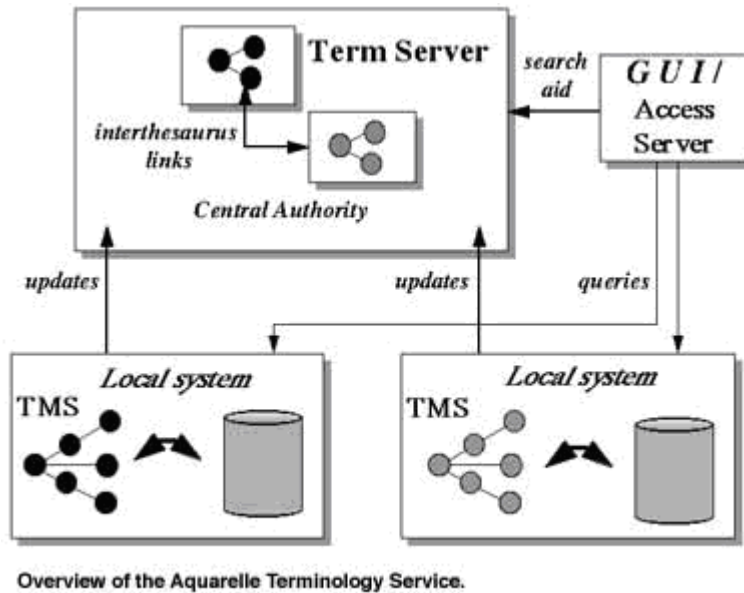 Term Server
search
aid
GUI/
Access
Server
interthesaurus
links
Central Authority
updates
updates
queries
Local system
TMS
Local system
TMS
Overview of the Aquarelle Terminology Service.